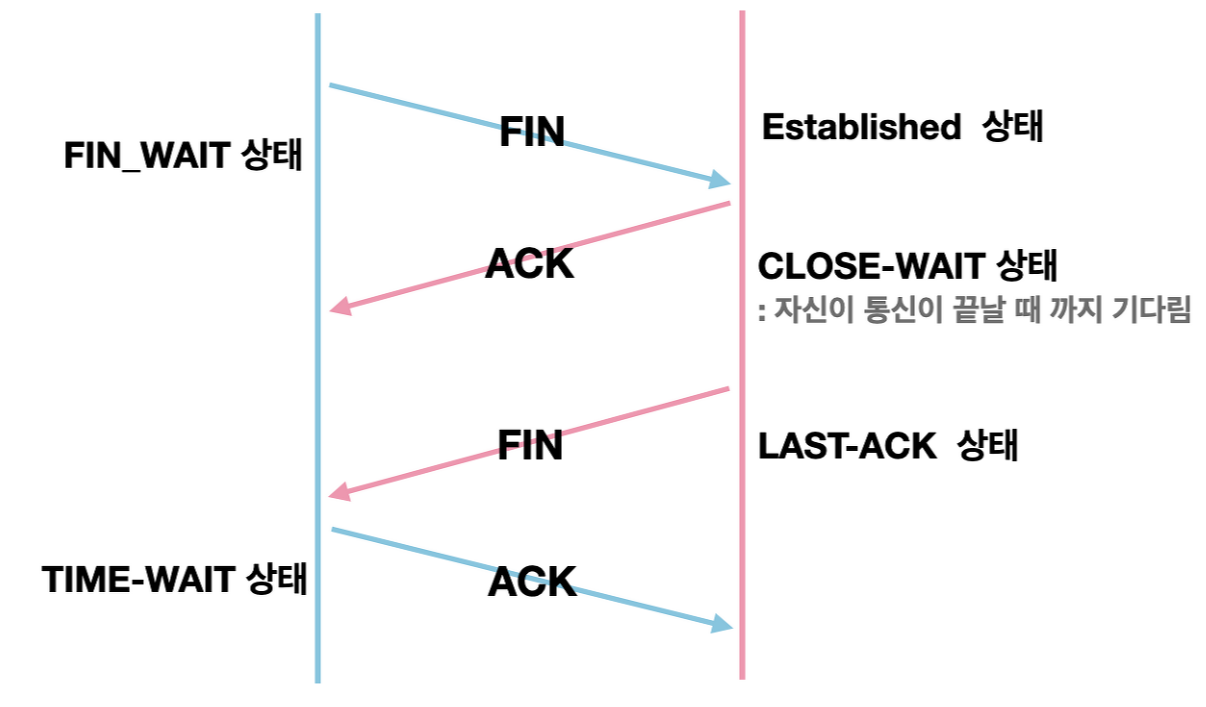 FIN
Established 상태
FIN_WAIT 상태
ACK
CLOSE-WAIT 상태
: 자신이 통신이 끝날 때 까지 기다림
FIN
LAST-ACK 상태
TIME-WAIT 상태
ACK